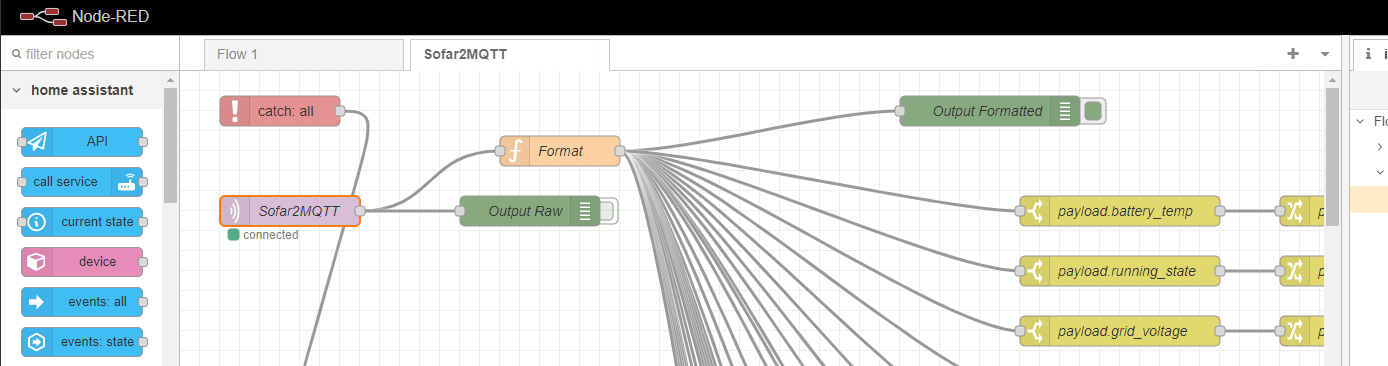 Node-RED
filter nodes
Flow 1
Sofar2MQTT
home assistant
catch: all
Output Formatted
API
Format
call service
Sofar2MQTT
Output Raw
payload.battery_temp
current state
connected
device
payload.running_state
events: all
payload.grid_voltage
events: state